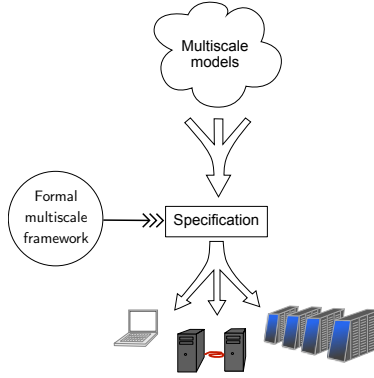 Multiscale
models
Formal
multiscale
framework
Specification